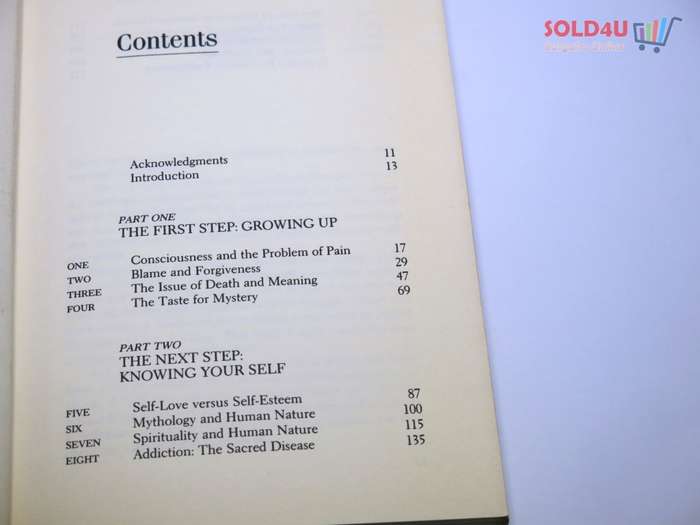 SOLD4U
Contents
Acknowledgments 11
Introduction 13
PART ONE
THE FIRST STEP: GROWING UP
ONE Consciousness and the Problem of Pain 17
TWO Blame and Forgiveness 29
THREE The Issue of Death and Meaning 47
FOUR The Taste for Mystery 69
PART TWO
THE NEXT STEP:
KNOWING YOUR SELF
FIVE Self-Love versus Self-Esteem 87
SIX Mythology and Human Nature 100
SEVEN Spirituality and Human Nature 115
EIGHT Addiction: The Sacred Disease 135